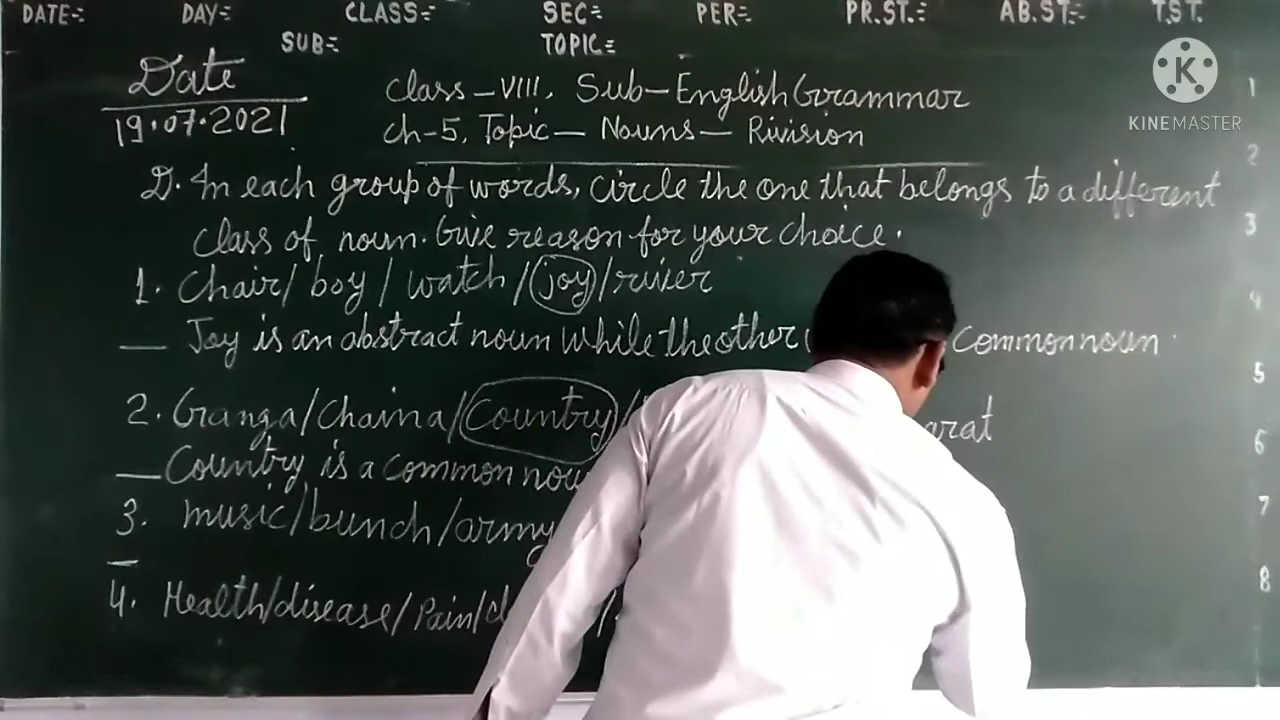 DATE:- DAY:- CLASS:- SEC:- PER:- PR.ST.:- AB.ST:- T.ST.
SUB:- TOPIC:-
K
KINEMASTER
Date
19.07.2021
Class - VIII, Sub - English Grammar
Ch-5, Topic - Nouns - Rivision
D. In each group of words, circle the one that belongs to a different
class of noun. Give reason for your choice.
1. Chair/ boy / watch / joy / river
— Joy is an abstract noun while the other common noun.
2. Ganga/Chaina/Country/
— Country is a common
3. music/bunch/army
—
4. Health/disease/Pain/
1
2
3
4
5
6
7
8